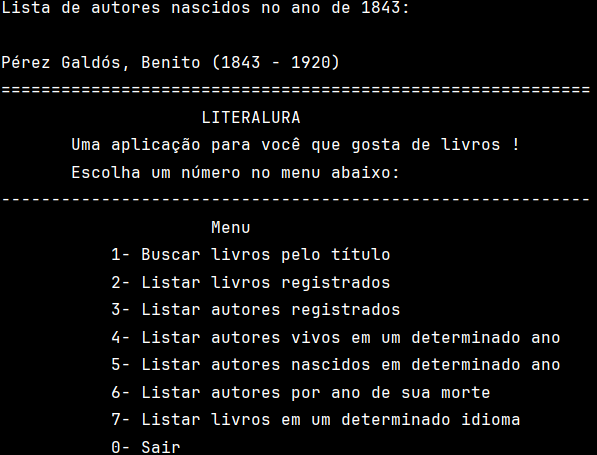 Lista de autores nascidos no ano de 1843:
Pérez Galdós, Benito (1843 - 1920)
===========================================================
LITERALURA
Uma aplicação para você que gosta de livros !
Escolha um número no menu abaixo:
-----------------------------------------------------------
Menu
1- Buscar livros pelo título
2- Listar livros registrados
3- Listar autores registrados
4- Listar autores vivos em um determinado ano
5- Listar autores nascidos em determinado ano
6- Listar autores por ano de sua morte
7- Listar livros em um determinado idioma
0- Sair